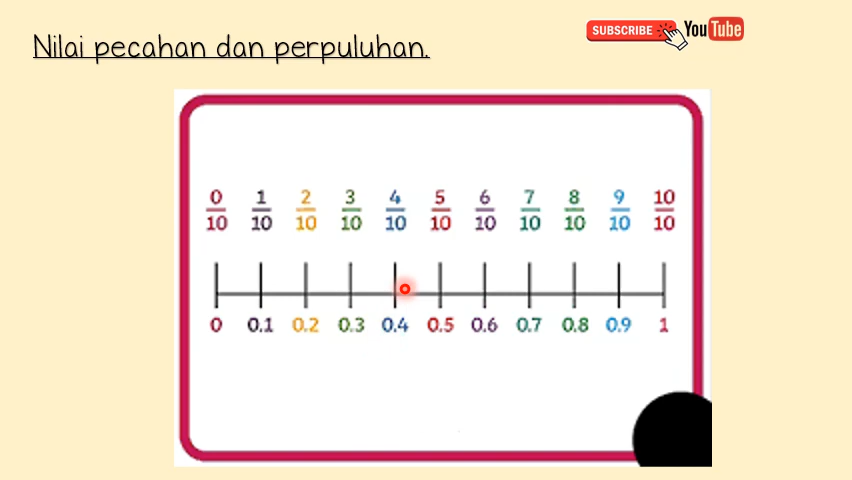 Nilai pecahan dan perpuluhan.
SUBSCRIBE YouTube
0/10 1/10 2/10 3/10 4/10 5/10 6/10 7/10 8/10 9/10 10/10
0 0.1 0.2 0.3 0.4 0.5 0.6 0.7 0.8 0.9 1